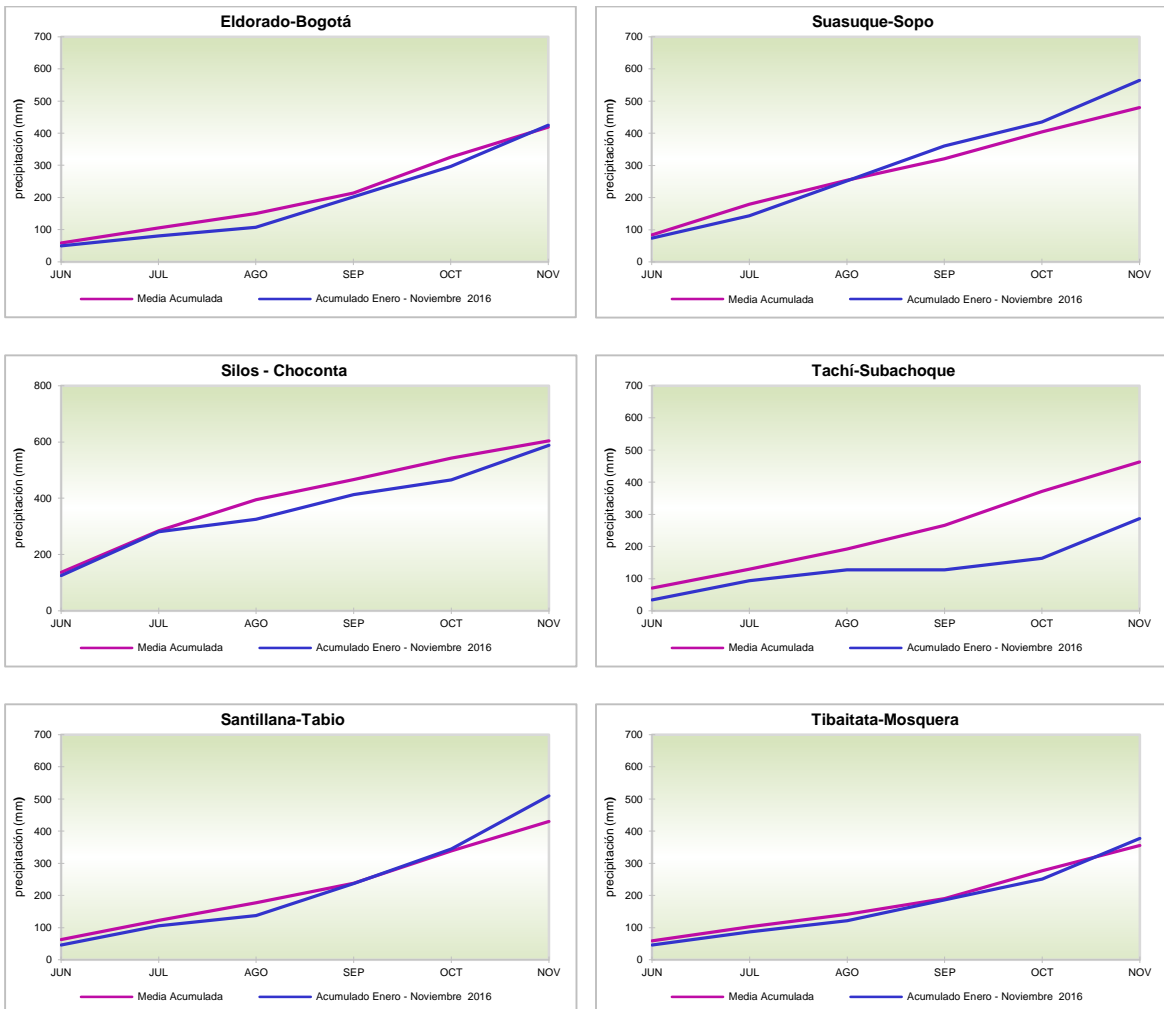 Eldorado-Bogotá
700
600
500
400
300
200
100
0
precipitación (mm)
JUN JUL AGO SEP OCT NOV
Media Acumulada Acumulado Enero - Noviembre 2016
Suasuque-Sopo
700
600
500
400
300
200
100
0
precipitación (mm)
JUN JUL AGO SEP OCT NOV
Media Acumulada Acumulado Enero - Noviembre 2016
Silos - Choconta
800
600
400
200
0
precipitación (mm)
JUN JUL AGO SEP OCT NOV
Media Acumulada Acumulado Enero - Noviembre 2016
Tachí-Subachoque
700
600
500
400
300
200
100
0
precipitación (mm)
JUN JUL AGO SEP OCT NOV
Media Acumulada Acumulado Enero - Noviembre 2016
Santillana-Tabio
700
600
500
400
300
200
100
0
precipitación (mm)
JUN JUL AGO SEP OCT NOV
Media Acumulada Acumulado Enero - Noviembre 2016
Tibaitata-Mosquera
700
600
500
400
300
200
100
0
precipitación (mm)
JUN JUL AGO SEP OCT NOV
Media Acumulada Acumulado Enero - Noviembre 2016